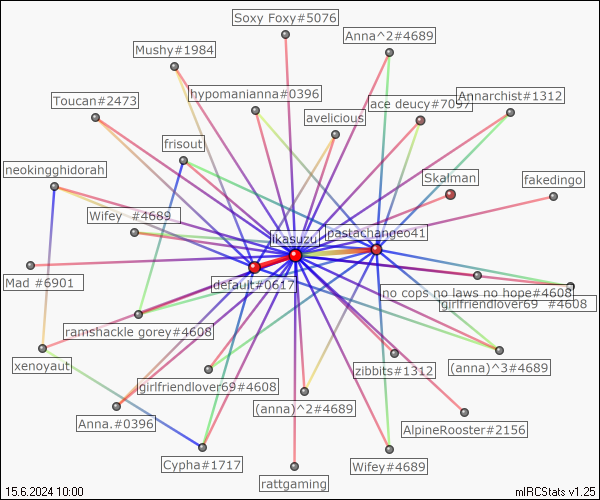 Soxy Foxy#5076
Anna^2#4689
Mushy#1984
hypomanianna#0396
ace deucy#7057
Annarchist#1312
Toucan#2473
avelicious
frisout
neokingghidorah
Skalman
fakedingo
Wifey #4689
ikasuzu
pastachange041
Mad #6901
default#0617
no cops no laws no hope#4608
girlfriendlover69 #4608
ramshackle gorey#4608
xenoyaut
zibbits#1312
(anna)^3#4689
girlfriendlover69#4608
(anna)^2#4689
Anna,#0396
AlpineRooster#2156
Cypha#1717
Wifey#4689
rattgaming
15.6.2024 10:00
mIRCStats v1.25